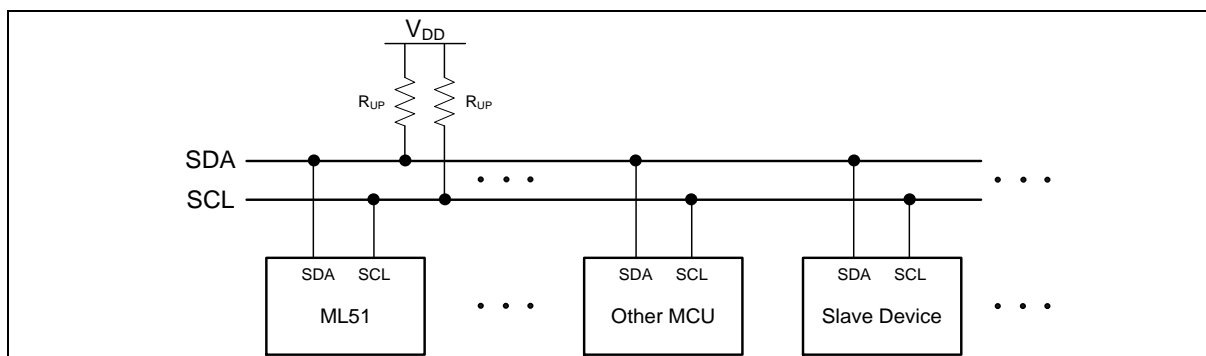 VDD
RUP RUP
SDA
SCL
SDA SCL SDA SCL SDA SCL
ML51 Other MCU Slave Device